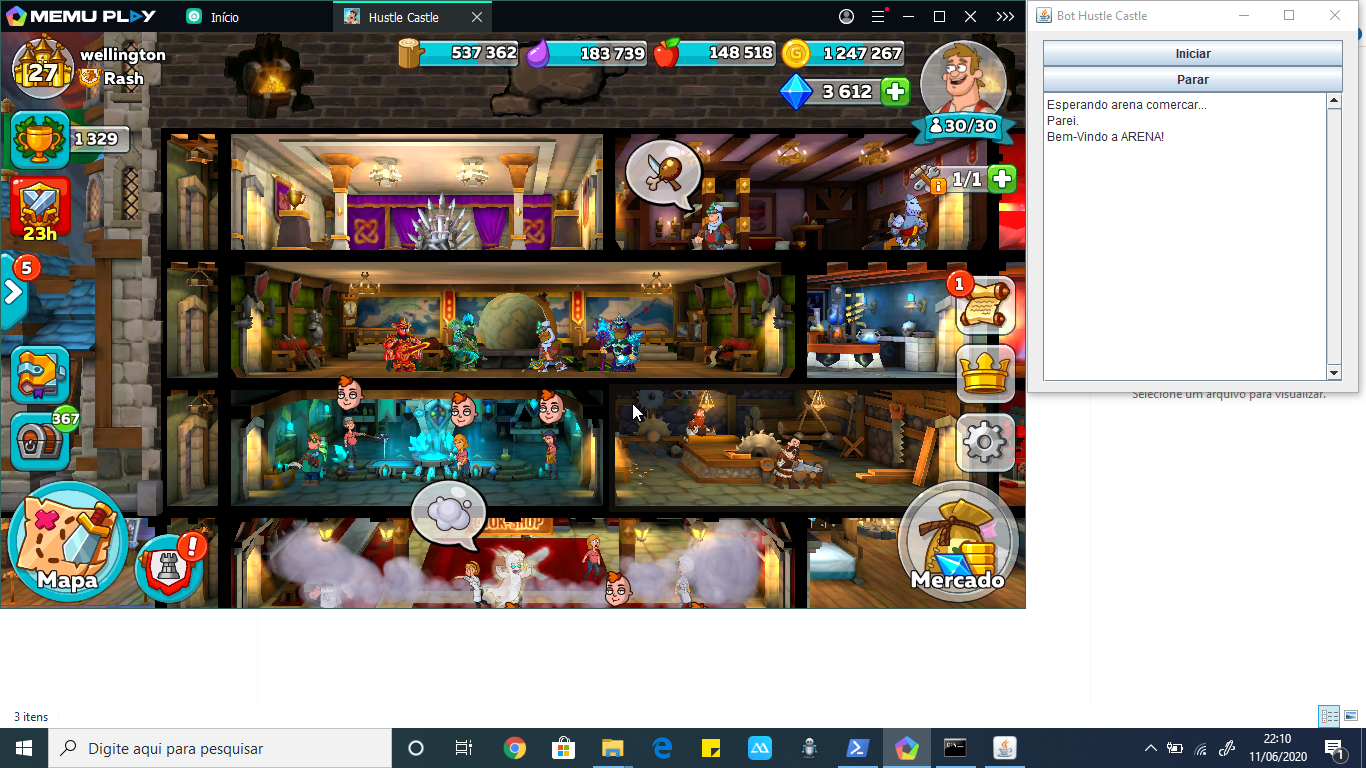 MEMU PLAY
Início
Hustle Castle
Bot Hustle Castle
27
wellington
Rash
537 362
183 739
148 518
1 247 267
3 612
30/30
1 329
23h
5
1/1
1
367
Mapa
Mercado
Iniciar
Parar
Esperando arena comercar...
Parei.
Bem-Vindo a ARENA!
Selecione um arquivo para visualizar.
3 itens
Digite aqui para pesquisar
22:10
11/06/2020
1